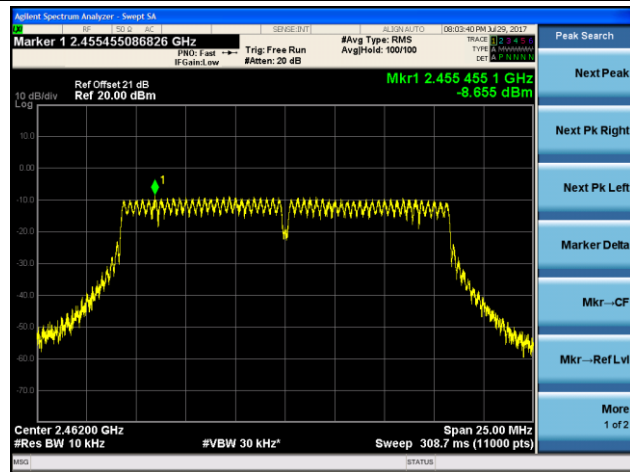 Agilent Spectrum Analyzer - Swept SA
RF 50 Ω AC SENSE:INT ALIGN AUTO 08:03:40 PM Jul 29, 2017
Marker 1 2.455455086826 GHz
PNO: Fast
IFGain:Low
Trig: Free Run
#Atten: 20 dB
#Avg Type: RMS
Avg|Hold: 100/100
TRACE 1 2 3 4 5 6
TYPE A
DET A P N N N N
Peak Search
Mkr1 2.455 455 1 GHz
-8.655 dBm
Ref Offset 21 dB
10 dB/div Ref 20.00 dBm
Log
10.0
0.00
-10.0
-20.0
-30.0
-40.0
-50.0
-60.0
-70.0
1
Center 2.46200 GHz Span 25.00 MHz
#Res BW 10 kHz #VBW 30 kHz* Sweep 308.7 ms (11000 pts)
MSG STATUS
Next Peak
Next Pk Right
Next Pk Left
Marker Delta
Mkr→CF
Mkr→Ref Lvl
More
1 of 2